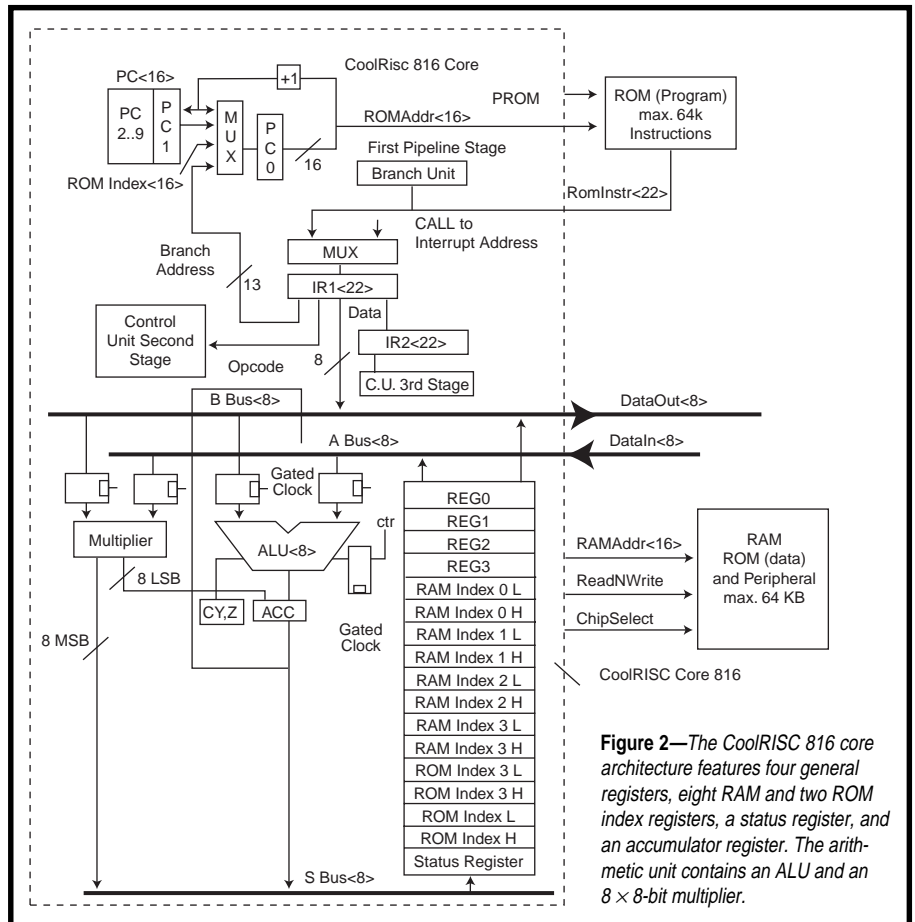 CoolRisc 816 Core
PC<16>
+1
PC
2..9
P
C
1
M
U
X
P
C
0
16
ROMAddr<16>
PROM
ROM (Program)
max. 64k
Instructions
ROM Index<16>
First Pipeline Stage
Branch Unit
RomInstr<22>
CALL to
Interrupt Address
Branch
Address
13
MUX
IR1<22>
Data
Control
Unit Second
Stage
Opcode
8
IR2<22>
C.U. 3rd Stage
B Bus<8>
DataOut<8>
A Bus<8>
DataIn<8>
Gated
Clock
Multiplier
ALU<8>
ctr
8 LSB
CY,Z
ACC
Gated
Clock
8 MSB
REG0
REG1
REG2
REG3
RAM Index 0 L
RAM Index 0 H
RAM Index 1 L
RAM Index 1 H
RAM Index 2 L
RAM Index 2 H
RAM Index 3 L
RAM Index 3 H
ROM Index 3 L
ROM Index 3 H
ROM Index L
ROM Index H
Status Register
S Bus<8>
RAMAddr<16>
ReadNWrite
ChipSelect
RAM
ROM (data)
and Peripheral
max. 64 KB
CoolRISC Core 816
Figure 2—The CoolRISC 816 core
architecture features four general
registers, eight RAM and two ROM
index registers, a status register, and
an accumulator register. The arith-
metic unit contains an ALU and an
8 × 8-bit multiplier.